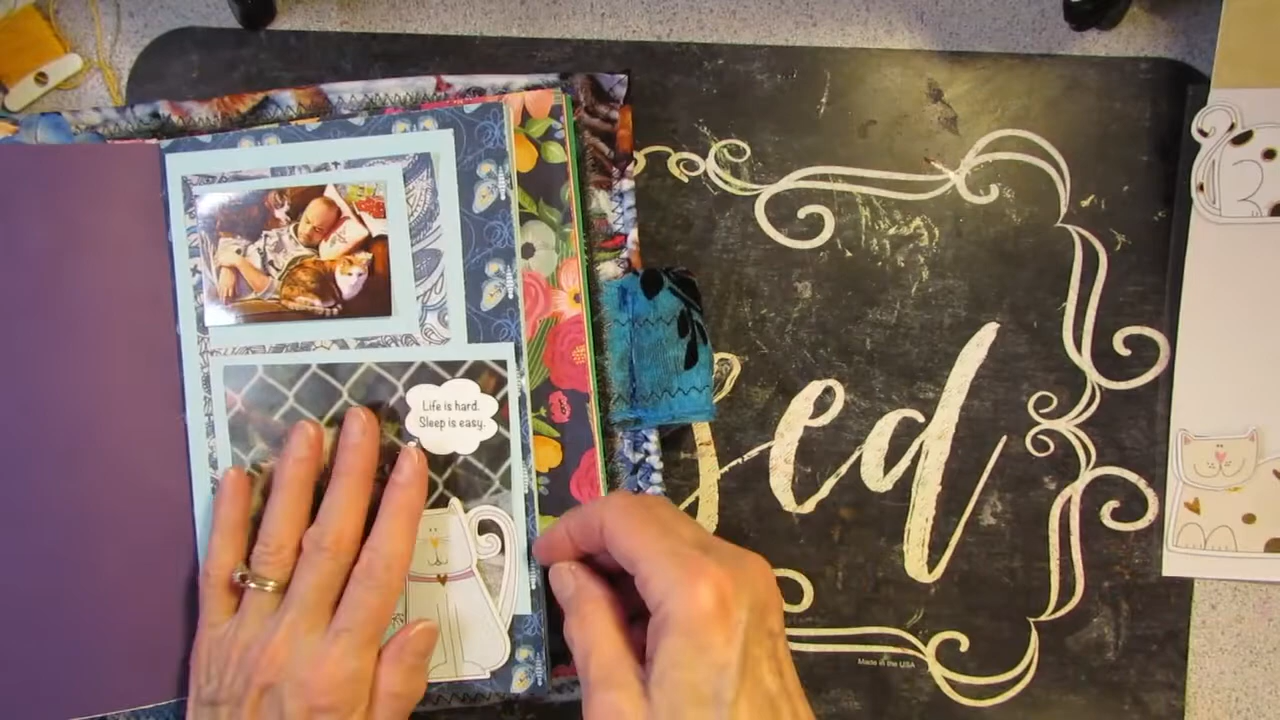 Life is hard.
Sleep is easy.
ed
Made in the USA